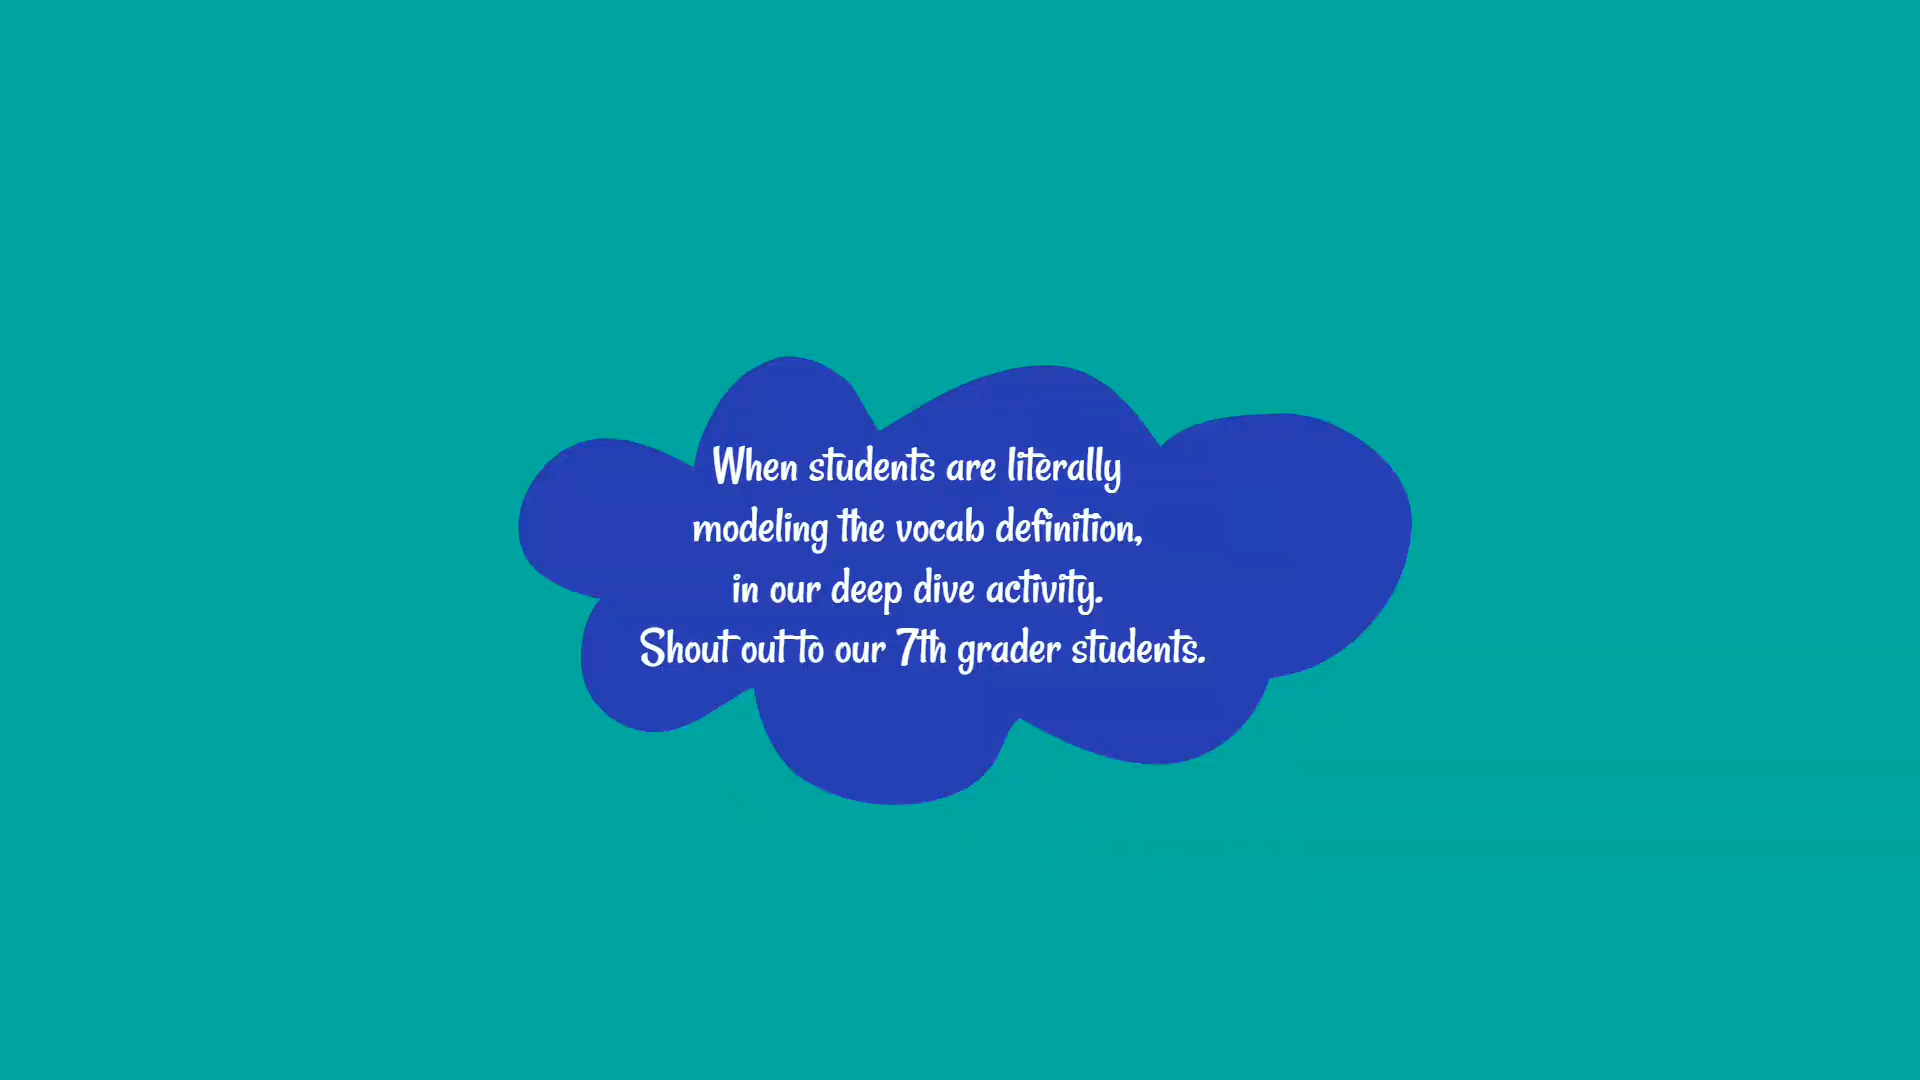 When students are literally
modeling the vocab definition,
in our deep dive activity.
Shout out to our 7th grader students.